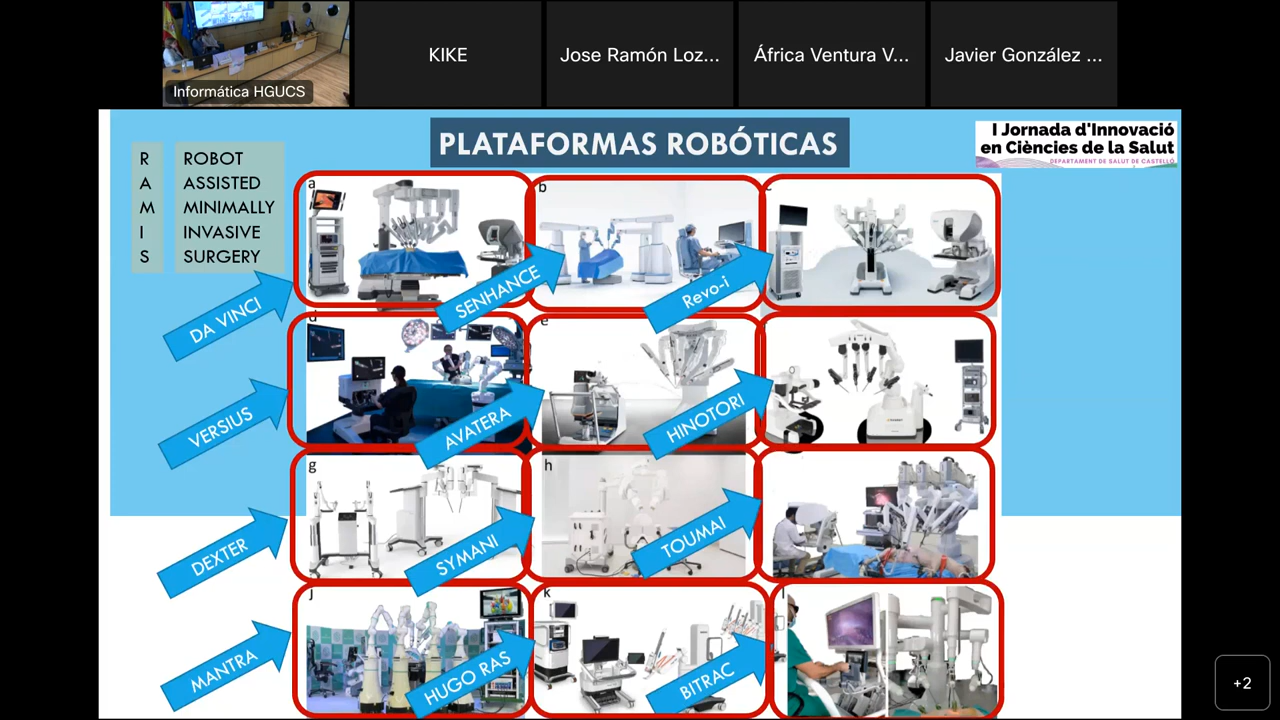 KIKE
Jose Ramón Loz...
África Ventura V...
Javier González ...
Informática HGUCS
PLATAFORMAS ROBÓTICAS
I Jornada d'Innovació
en Ciències de la Salut
DEPARTAMENT DE SALUT DE CASTELLÓ
R ROBOT
A ASSISTED
M MINIMALLY
I INVASIVE
S SURGERY
a
b
c
DA VINCI
SENHANCE
Revo-i
d
e
VERSIUS
AVATERA
HINOTORI
g
h
DEXTER
SYMANI
TOUMAI
j
k
l
MANTRA
HUGO RAS
BITRAC
+2